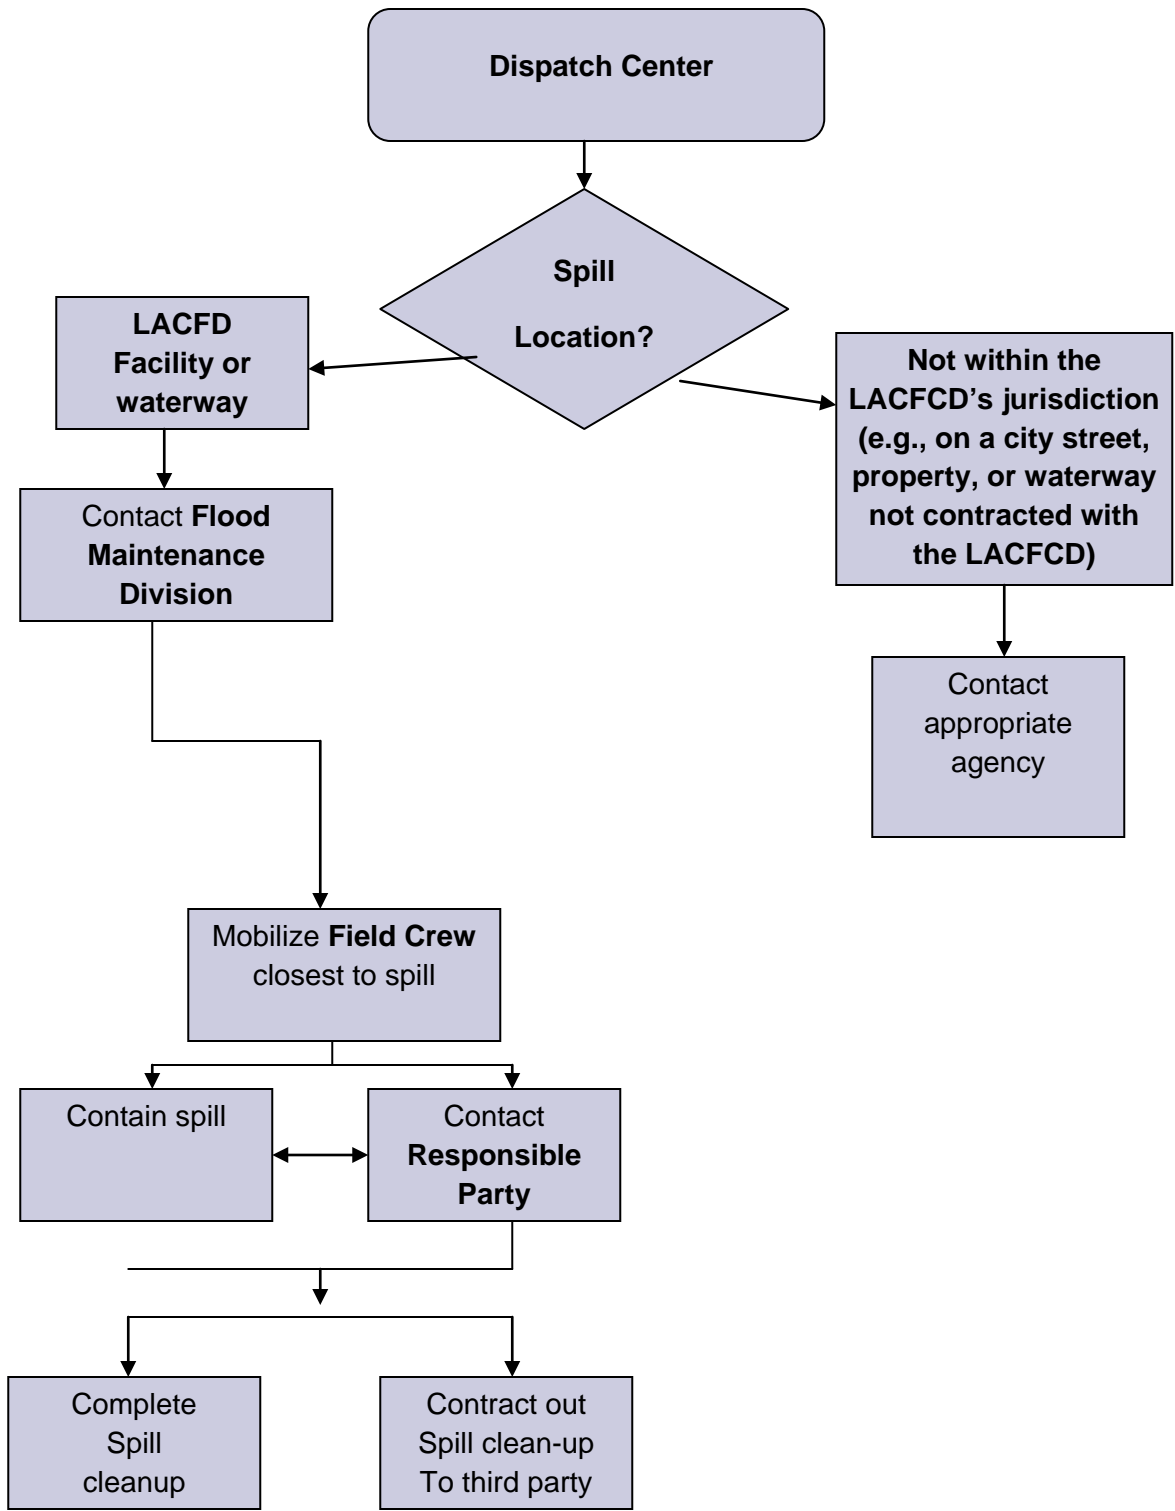 Dispatch Center
Spill
Location?
LACFD
Facility or
waterway
Not within the
LACFCD’s jurisdiction
(e.g., on a city street,
property, or waterway
not contracted with
the LACFCD)
Contact Flood
Maintenance
Division
Contact
appropriate
agency
Mobilize Field Crew
closest to spill
Contain spill
Contact
Responsible
Party
Complete
Spill
cleanup
Contract out
Spill clean-up
To third party